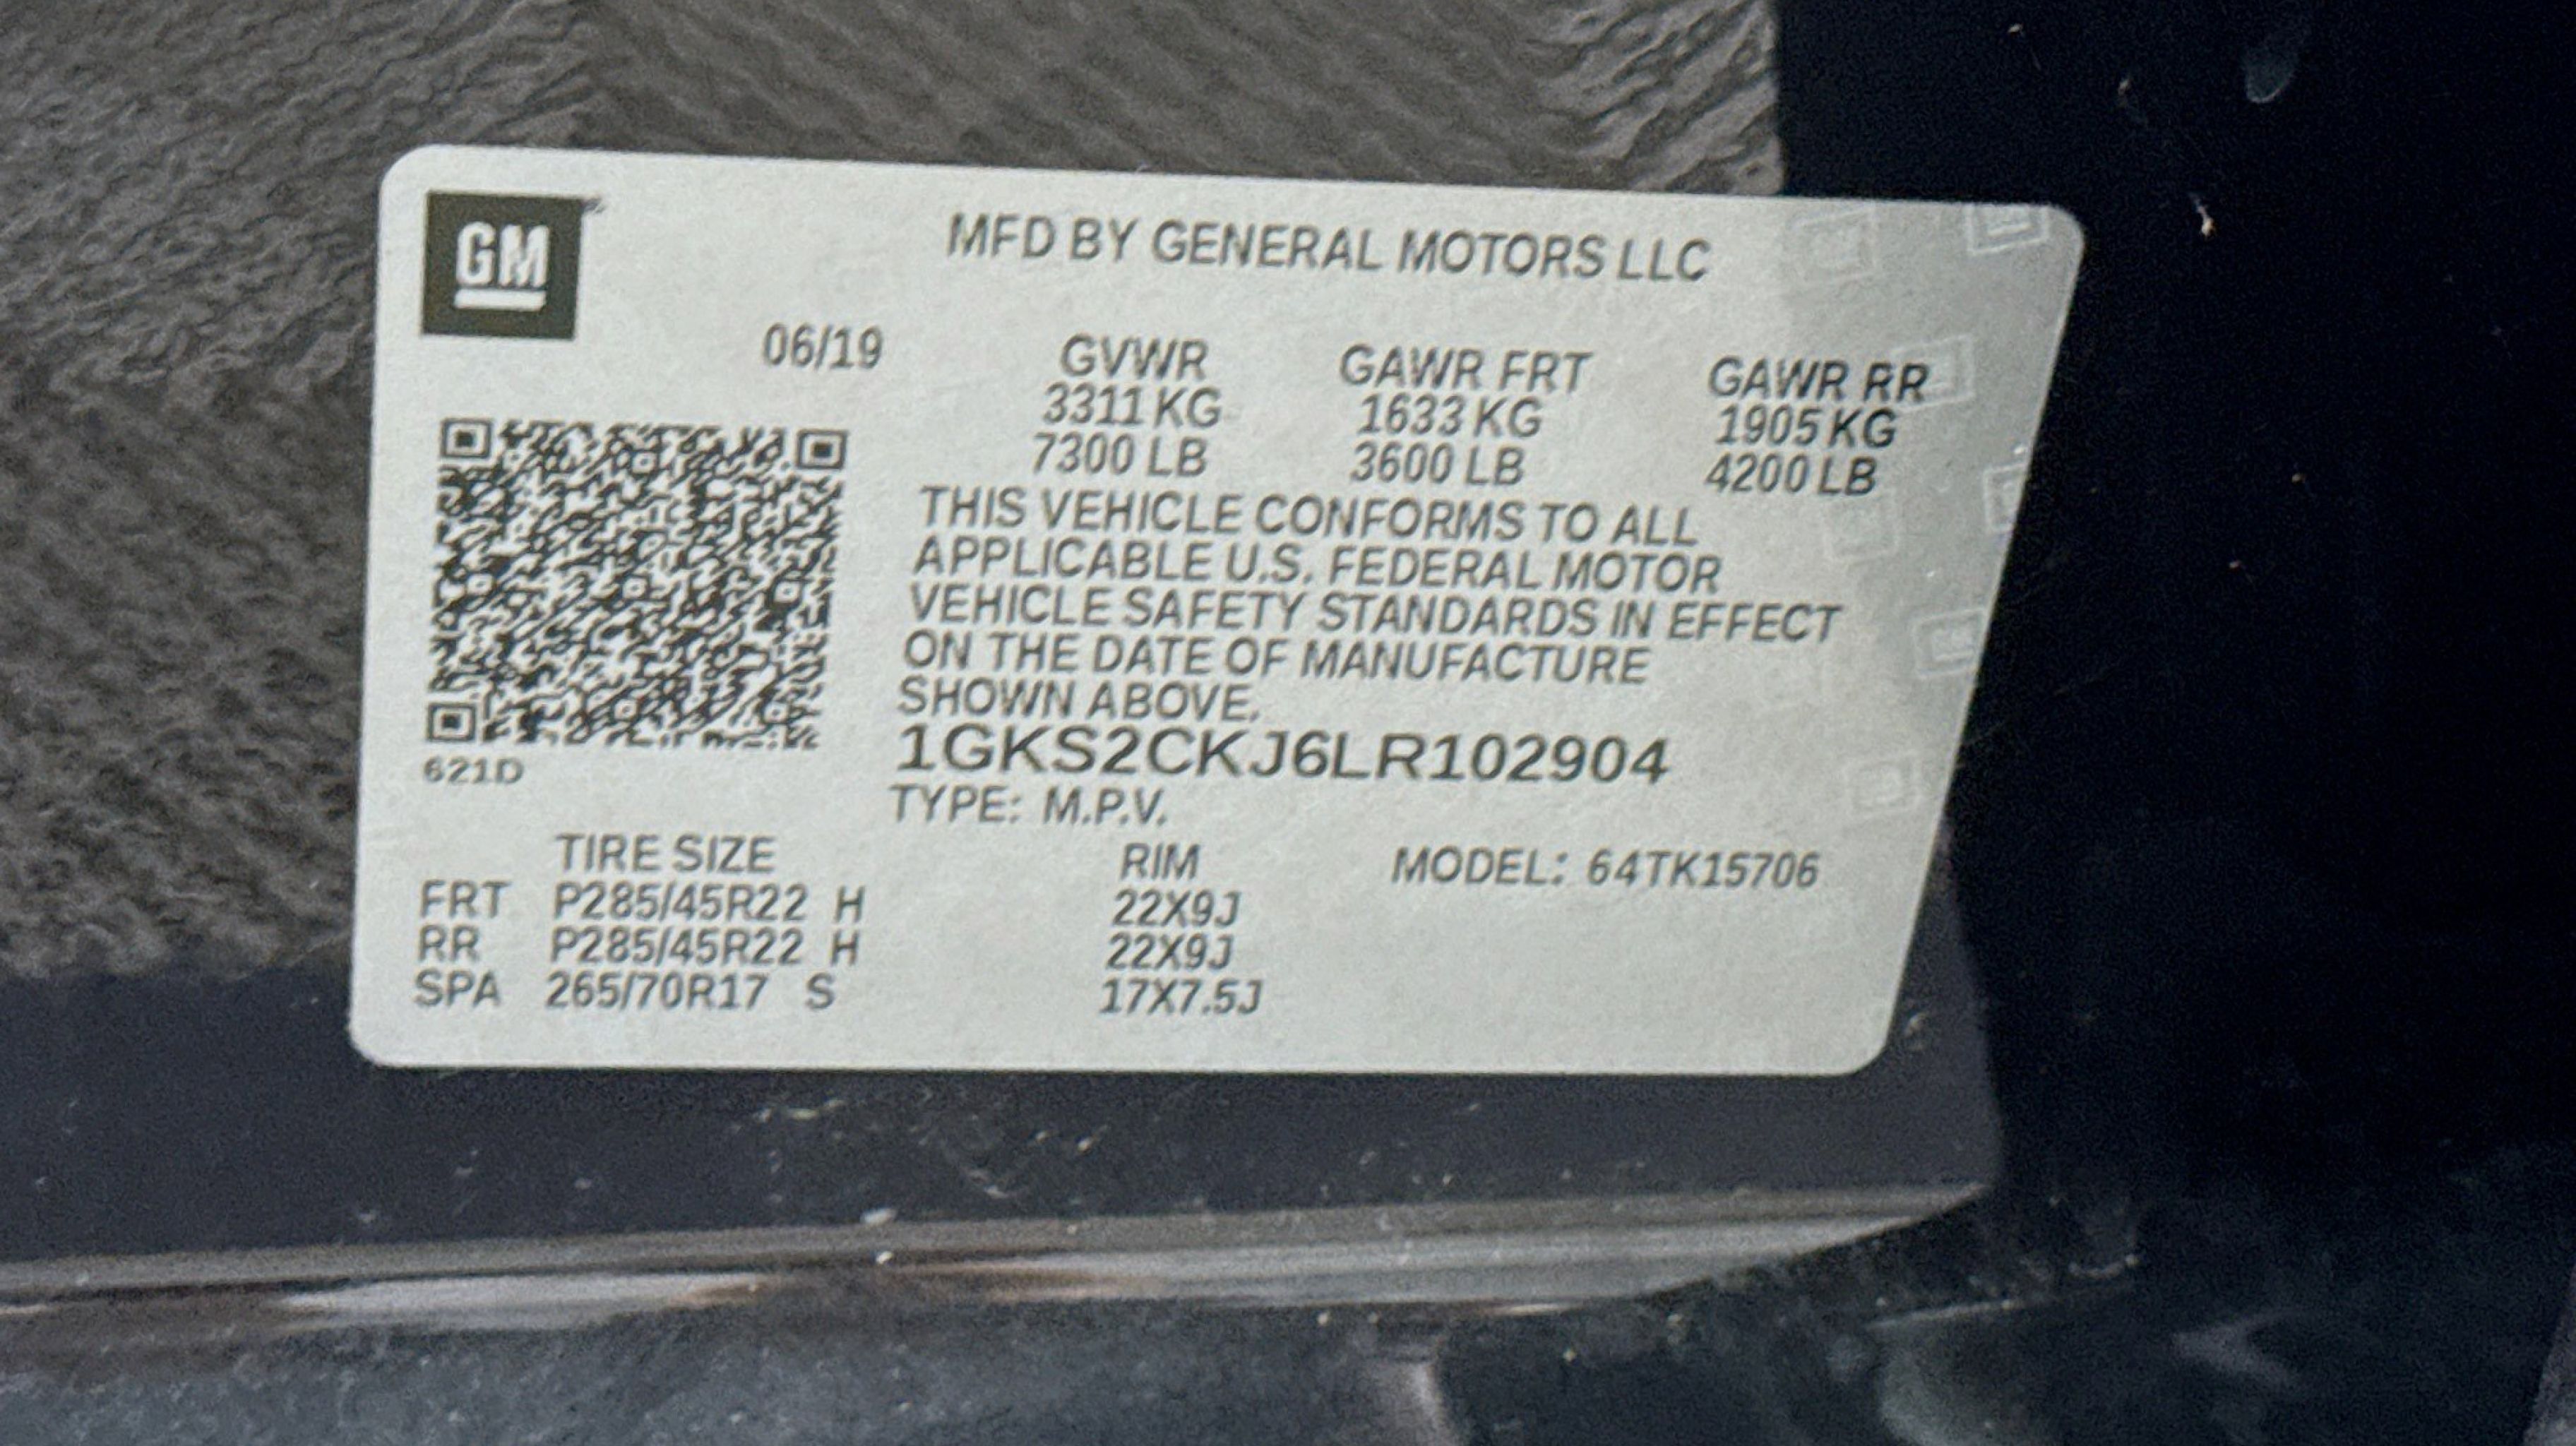 GM
MFD BY GENERAL MOTORS LLC
06/19
GVWR GAWR FRT GAWR RR
3311 KG 1633 KG 1905 KG
7300 LB 3600 LB 4200 LB
THIS VEHICLE CONFORMS TO ALL
APPLICABLE U.S. FEDERAL MOTOR
VEHICLE SAFETY STANDARDS IN EFFECT
ON THE DATE OF MANUFACTURE
SHOWN ABOVE.
1GKS2CKJ6LR102904
621D
TYPE: M.P.V.
TIRE SIZE RIM MODEL: 64TK15706
FRT P285/45R22 H 22X9J
RR P285/45R22 H 22X9J
SPA 265/70R17 S 17X7.5J